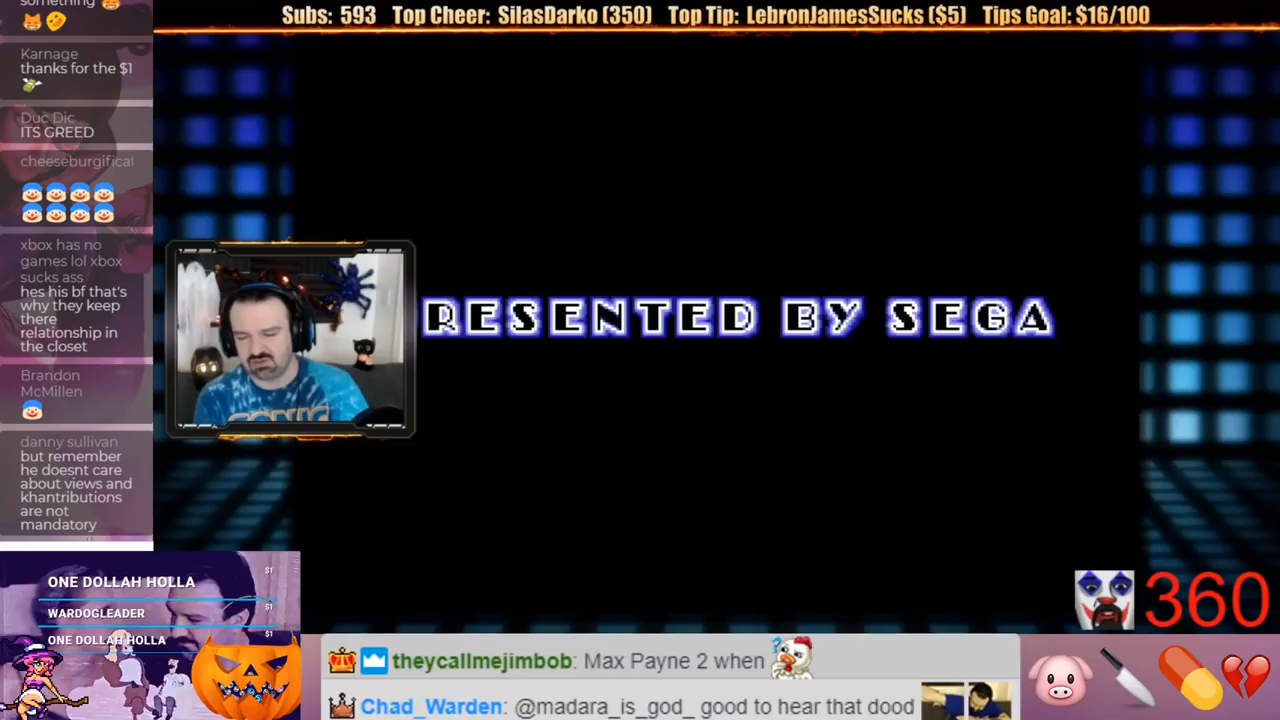 Subs: 593 Top Cheer: SilasDarko (350) Top Tip: LebronJamesSucks ($5) Tips Goal: $16/100
something
Karnage
thanks for the $1
Duc Dic
ITS GREED
cheeseburgificat
xbox has no
games lol xbox
sucks ass
hes his bf that's
why they keep
there
relationship in
the closet
Brandon
McMillen
danny sullivan
but remember
he doesnt care
about views and
khantributions
are not
mandatory
RESENTED BY SEGA
SONIC
ONE DOLLAH HOLLA $1
WARDOGLEADER $1
ONE DOLLAH HOLLA $1
360
theycallmejimbob: Max Payne 2 when
Chad_Warden: @madara_is_god_ good to hear that dood